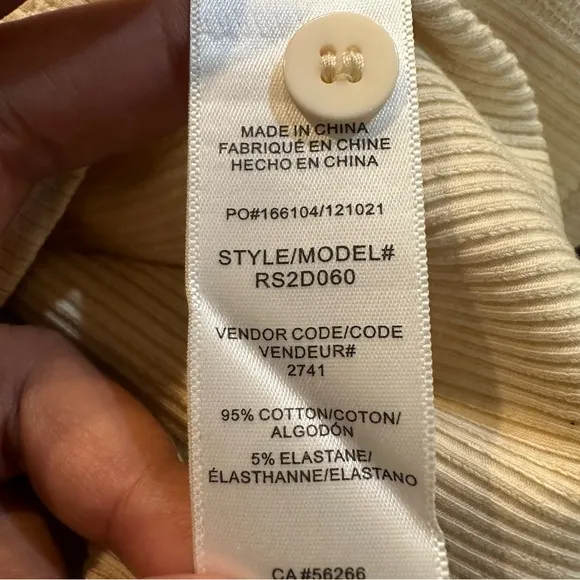 MADE IN CHINA
FABRIQUÉ EN CHINE
HECHO EN CHINA
PO#166104/121021
STYLE/MODEL#
RS2D060
VENDOR CODE/CODE
VENDEUR#
2741
95% COTTON/COTON/
ALGODÓN
5% ELASTANE/
ÉLASTHANNE/ELASTANO
CA #56266